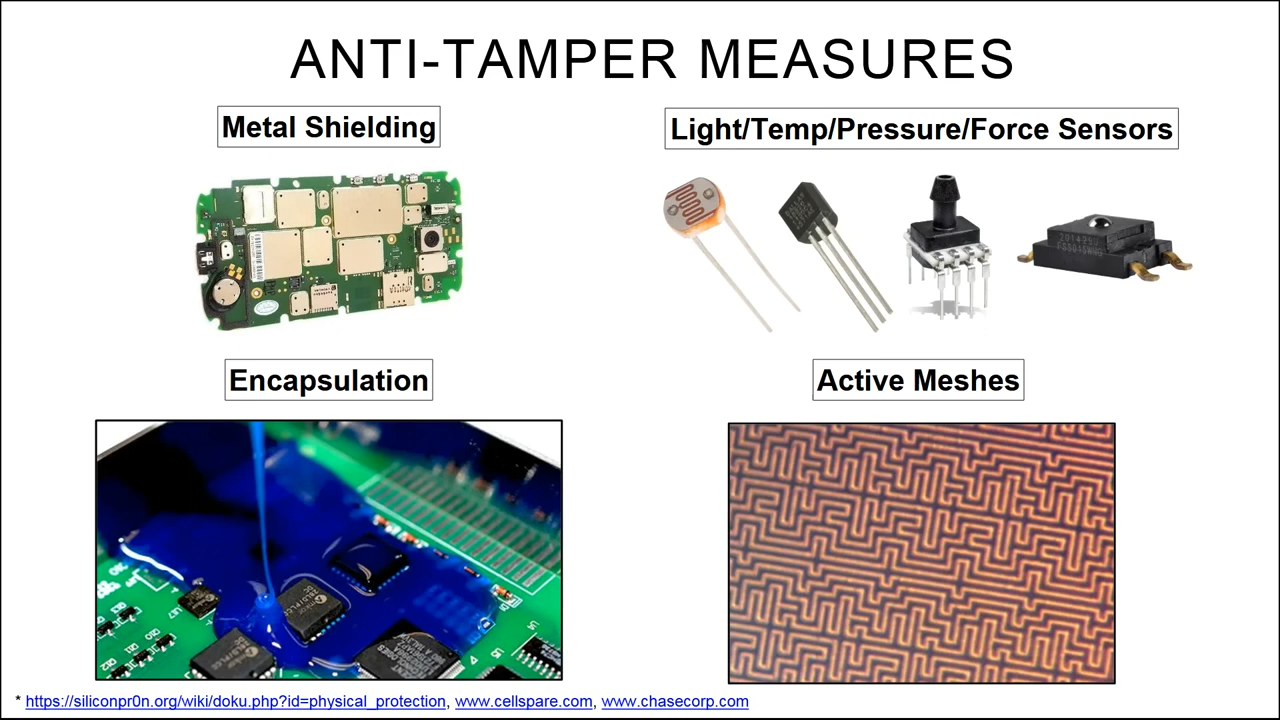 ANTI-TAMPER MEASURES
Metal Shielding
Light/Temp/Pressure/Force Sensors
Encapsulation
Active Meshes
* https://siliconpr0n.org/wiki/doku.php?id=physical_protection, www.cellspare.com, www.chasecorp.com